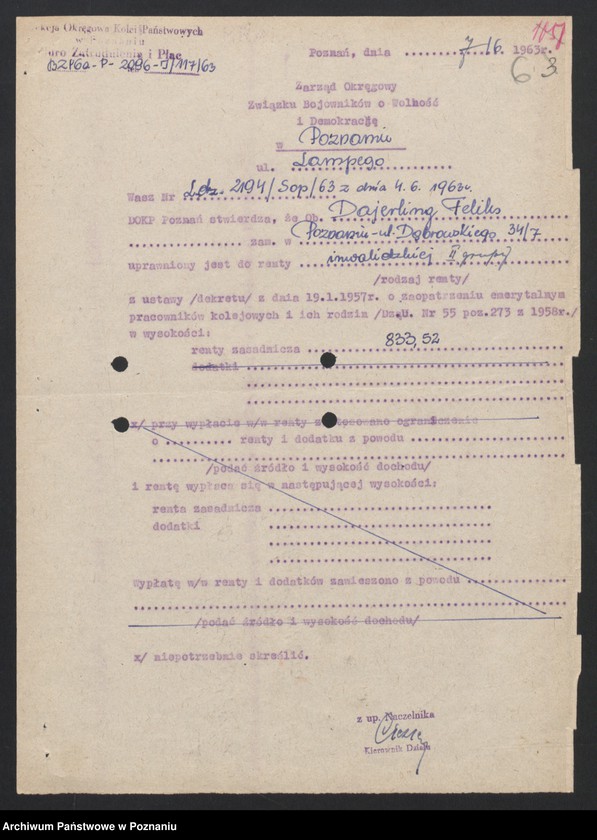 kcja Okręgowa Kolei Państwowych
w Poznaniu
uro Zatrudnienia i Płac
BZP6a-P-2096-J/117/63
Poznań, dnia ........7/6. 1963r.
6 3
Zarząd Okręgowy
Związku Bojowników o Wolność
i Demokrację
w Poznaniu
ul. Lampego
Wasz Nr Ldz. 2194/Sop/63 z dnia 4.6.1963r.
DOKP Poznań stwierdza, że Ob. Dajerling Feliks
zam. w Poznaniu-ul. Dąbrowskiego 34/7
uprawniony jest do renty inwalidzkiej II grupy
/rodzaj renty/
z ustawy /dekretu/ z dnia 19.1.1957r. o zaopatrzeniu emerytalnym
pracowników kolejowych i ich rodzin /Dz.U. Nr 55 poz.273 z 1958r./
w wysokości:
renty zasadnicza 833,52
dodatki
x/ przy wypłacie w/w renty zastosowano ograniczenie
o .......... renty i dodatku z powodu
/podać źródło i wysokość dochodu/
i rentę wypłaca się w następującej wysokości:
renta zasadnicza
dodatki
Wypłatę w/w renty i dodatków zawieszono z powodu
/podać źródło i wysokość dochodu/
x/ niepotrzebnie skreślić.
z up. Naczelnika
Kierownik Działu
Archiwum Państwowe w Poznaniu